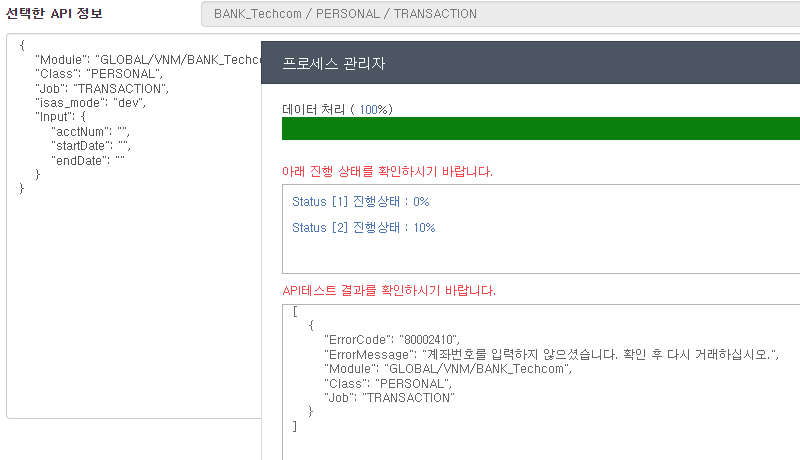 선택한 API 정보
BANK_Techcom / PERSONAL / TRANSACTION
{
"Module": "GLOBAL/VNM/BANK_Techco
"Class": "PERSONAL",
"Job": "TRANSACTION",
"isas_mode": "dev",
"Input": {
"acctNum": "",
"startDate": "",
"endDate": ""
}
}
프로세스 관리자
데이터 처리 ( 100%)
아래 진행 상태를 확인하시기 바랍니다.
Status [1] 진행상태 : 0%
Status [2] 진행상태 : 10%
API테스트 결과를 확인하시기 바랍니다.
[
{
"ErrorCode": "80002410",
"ErrorMessage": "계좌번호를 입력하지 않으셨습니다. 확인 후 다시 거래하십시오.",
"Module": "GLOBAL/VNM/BANK_Techcom",
"Class": "PERSONAL",
"Job": "TRANSACTION"
}
]